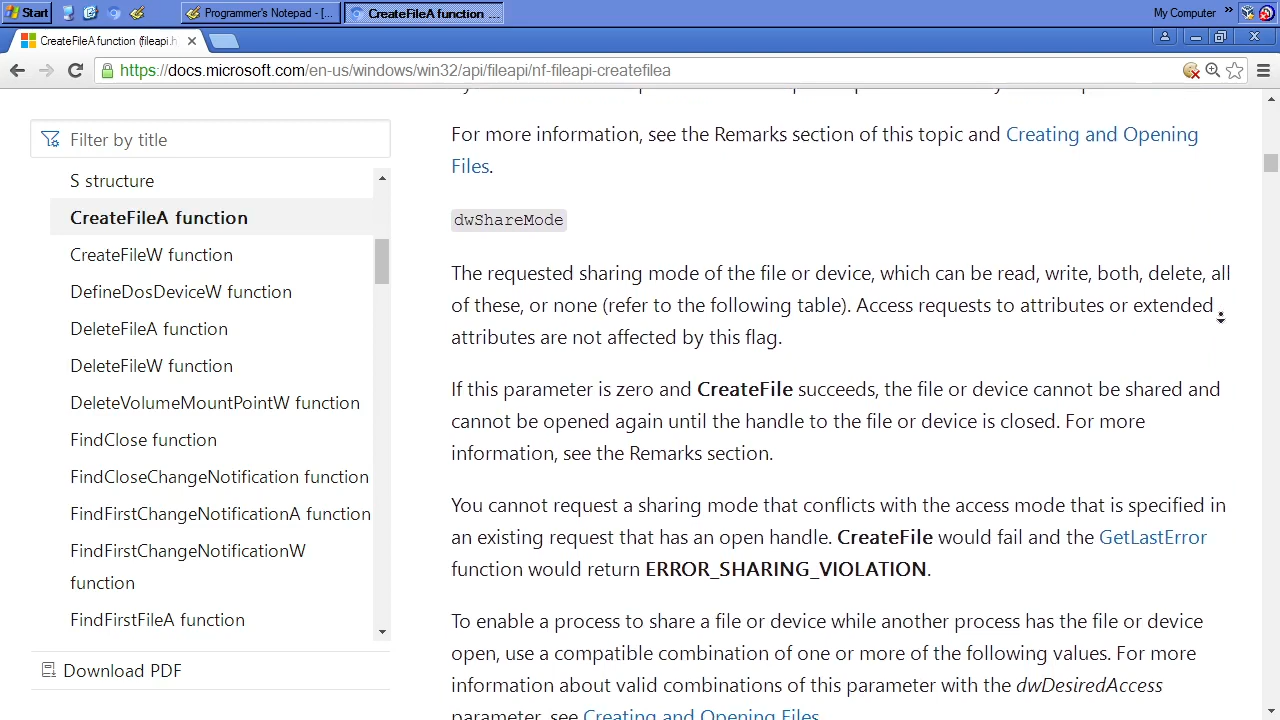 Start
Programmer's Notepad - [...
CreateFileA function ...
My Computer
»
CreateFileA function (fileapi.h
https://docs.microsoft.com/en-us/windows/win32/api/fileapi/nf-fileapi-createfilea
Filter by title
S structure
CreateFileA function
CreateFileW function
DefineDosDeviceW function
DeleteFileA function
DeleteFileW function
DeleteVolumeMountPointW function
FindClose function
FindCloseChangeNotification function
FindFirstChangeNotificationA function
FindFirstChangeNotificationW
function
FindFirstFileA function
Download PDF
For more information, see the Remarks section of this topic and Creating and Opening
Files.
dwShareMode
The requested sharing mode of the file or device, which can be read, write, both, delete, all
of these, or none (refer to the following table). Access requests to attributes or extended
attributes are not affected by this flag.
If this parameter is zero and CreateFile succeeds, the file or device cannot be shared and
cannot be opened again until the handle to the file or device is closed. For more
information, see the Remarks section.
You cannot request a sharing mode that conflicts with the access mode that is specified in
an existing request that has an open handle. CreateFile would fail and the GetLastError
function would return ERROR_SHARING_VIOLATION.
To enable a process to share a file or device while another process has the file or device
open, use a compatible combination of one or more of the following values. For more
information about valid combinations of this parameter with the dwDesiredAccess
parameter, see Creating and Opening Files.